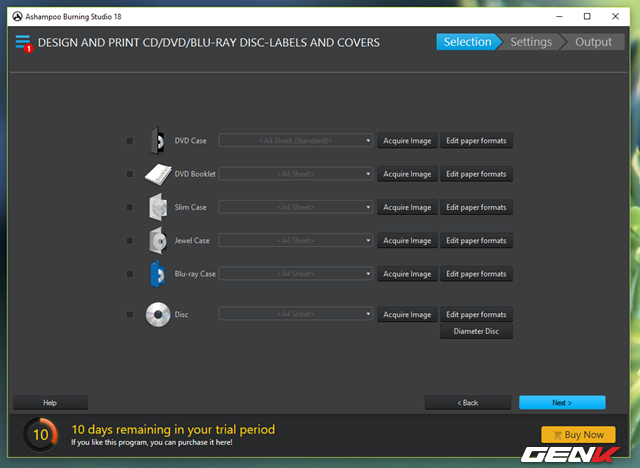 Ashampoo Burning Studio 18
1
DESIGN AND PRINT CD/DVD/BLU-RAY DISC-LABELS AND COVERS
Selection
Settings
Output
DVD Case
<A4 Sheet (Standard)>
Acquire Image
Edit paper formats
DVD Booklet
<A4 Sheet>
Acquire Image
Edit paper formats
Slim Case
<A4 Sheet>
Acquire Image
Edit paper formats
Jewel Case
<A4 Sheet>
Acquire Image
Edit paper formats
Blu-ray Case
<A4 Sheet>
Acquire Image
Edit paper formats
Disc
<A4 Sheet>
Acquire Image
Edit paper formats
Diameter Disc
Help
< Back
Next >
10
10 days remaining in your trial period
If you like this program, you can purchase it here!
Buy Now
GENK